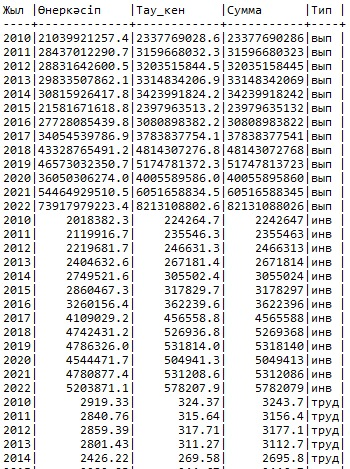 Жыл |Өнеркәсіп    |Тау_кен     |Сумма      |Тип |
----+-------------+------------+-----------+----+
2010|21039921257.4|2337769028.6|23377690286|вып |
2011|28437012290.7|3159668032.3|31596680323|вып |
2012|28831642600.5|3203515844.5|32035158445|вып |
2013|29833507862.1|3314834206.9|33148342069|вып |
2014|30815926417.8|3423991824.2|34239918242|вып |
2015|21581671618.8|2397963513.2|23979635132|вып |
2016|27728085439.8|3080898382.2|30808983822|вып |
2017|34054539786.9|3783837754.1|37838377541|вып |
2018|43328765491.2|4814307276.8|48143072768|вып |
2019|46573032350.7|5174781372.3|51747813723|вып |
2020|36050306274.0|4005589586.0|40055895860|вып |
2021|54464929510.5|6051658834.5|60516588345|вып |
2022|73917979223.4|8213108802.6|82131088026|вып |
2010|    2018382.3|    224264.7|    2242647|инв |
2011|    2119916.7|    235546.3|    2355463|инв |
2012|    2219681.7|    246631.3|    2466313|инв |
2013|    2404632.6|    267181.4|    2671814|инв |
2014|    2749521.6|    305502.4|    3055024|инв |
2015|    2860467.3|    317829.7|    3178297|инв |
2016|    3260156.4|    362239.6|    3622396|инв |
2017|    4109029.2|    456558.8|    4565588|инв |
2018|    4742431.2|    526936.8|    5269368|инв |
2019|    4786326.0|    531814.0|    5318140|инв |
2020|    4544471.7|    504941.3|    5049413|инв |
2021|    4780877.4|    531208.6|    5312086|инв |
2022|    5203871.1|    578207.9|    5782079|инв |
2010|      2919.33|      324.37|     3243.7|труд|
2011|      2840.76|      315.64|     3156.4|труд|
2012|      2859.39|      317.71|     3177.1|труд|
2013|      2801.43|      311.27|     3112.7|труд|
2014|      2426.22|      269.58|     2695.8|труд|